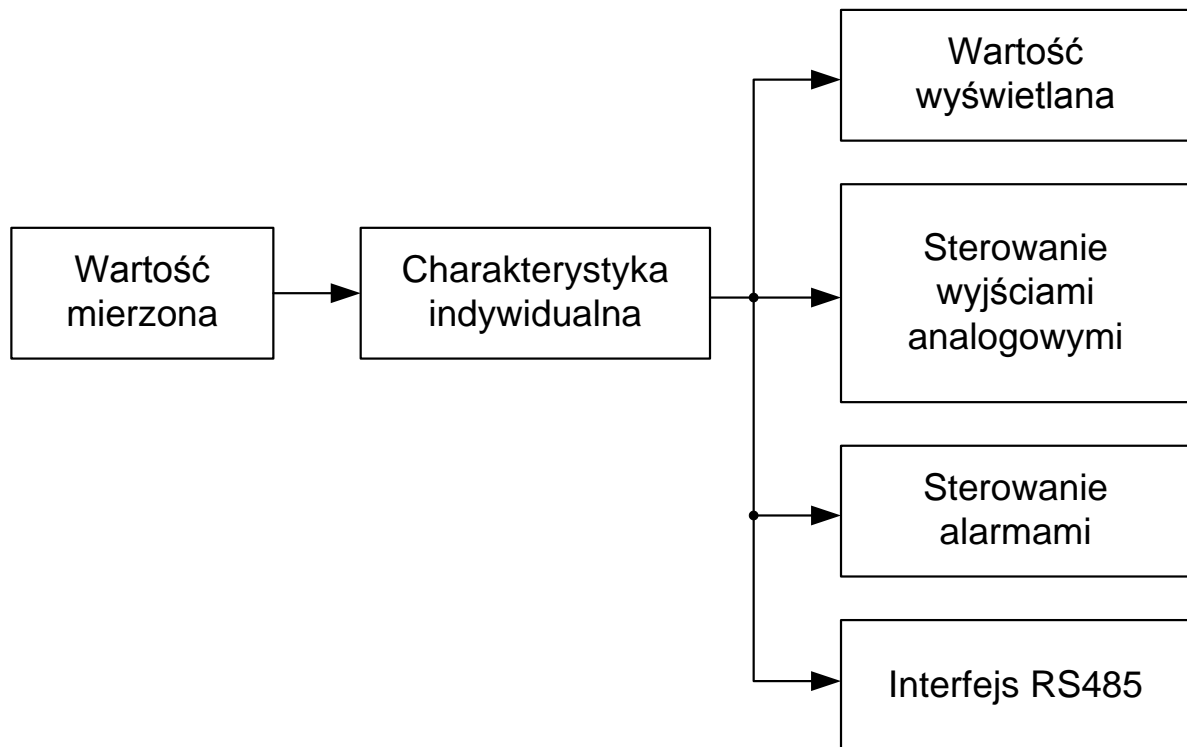 Wartość
mierzona
Charakterystyka
indywidualna
Wartość
wyświetlana
Sterowanie
wyjściami
analogowymi
Sterowanie
alarmami
Interfejs RS485